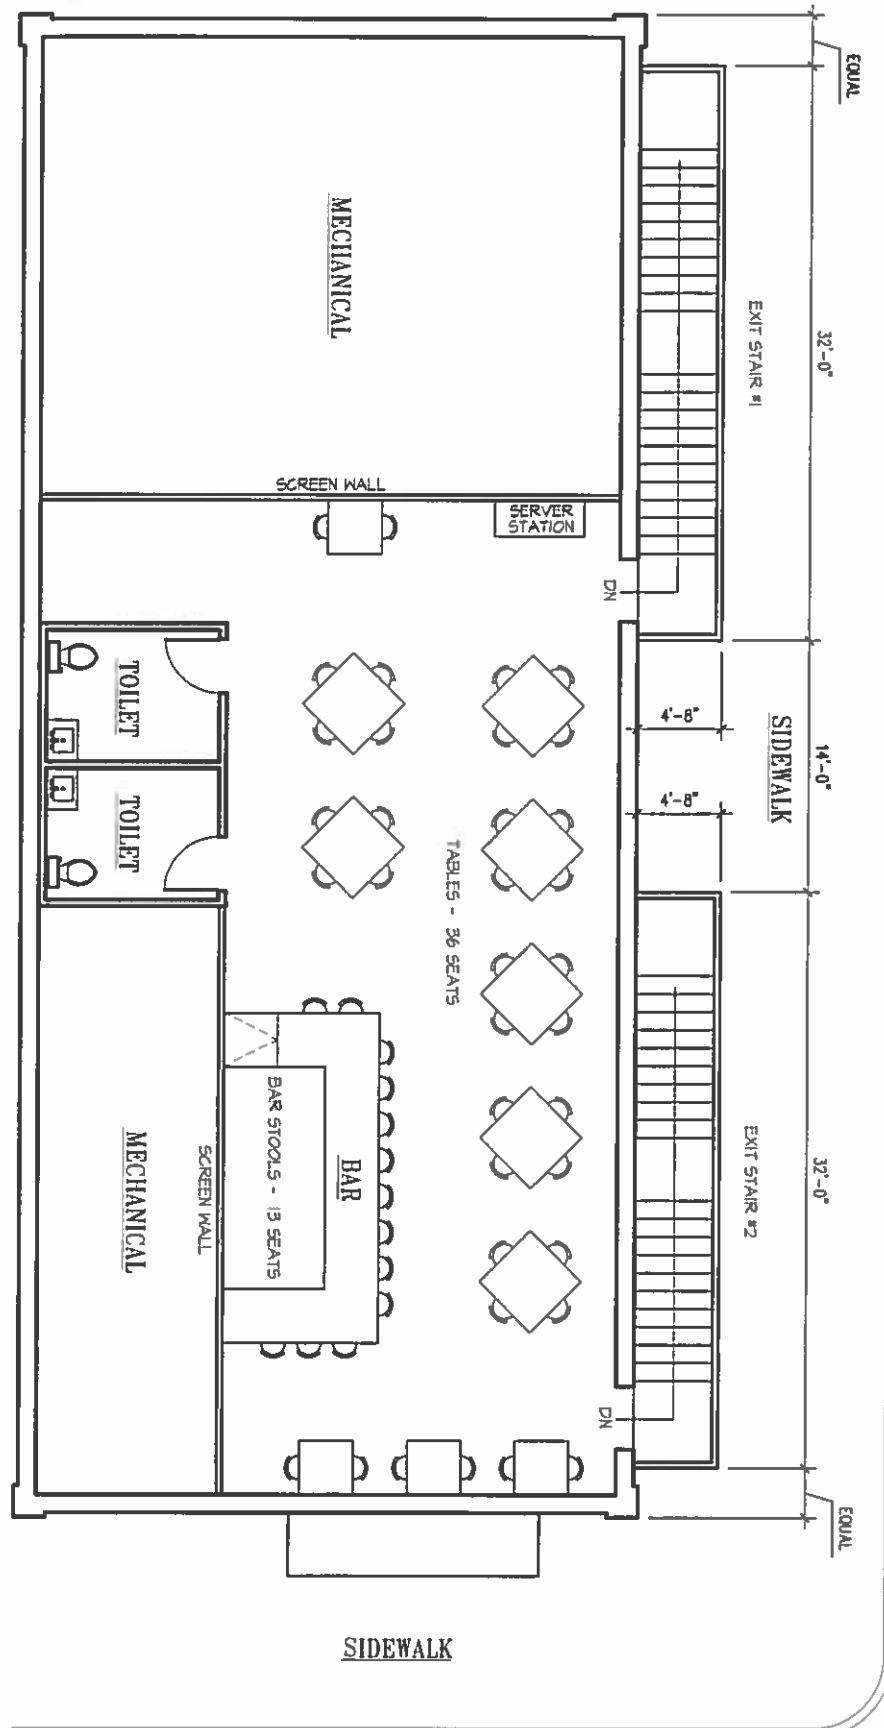 EQUAL
32'-0"
EXIT STAIR #1
MECHANICAL
SCREEN WALL
SERVER
STATION
DN
TOILET
4'-8"
SIDEWALK
14'-0"
4'-8"
TOILET
TABLES - 36 SEATS
BAR
BAR STOOLS - 13 SEATS
SCREEN WALL
MECHANICAL
EXIT STAIR #2
32'-0"
DN
EQUAL
SIDEWALK